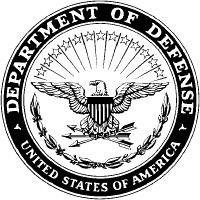 DEPARTMENT OF DEFENSE
UNITED STATES OF AMERICA